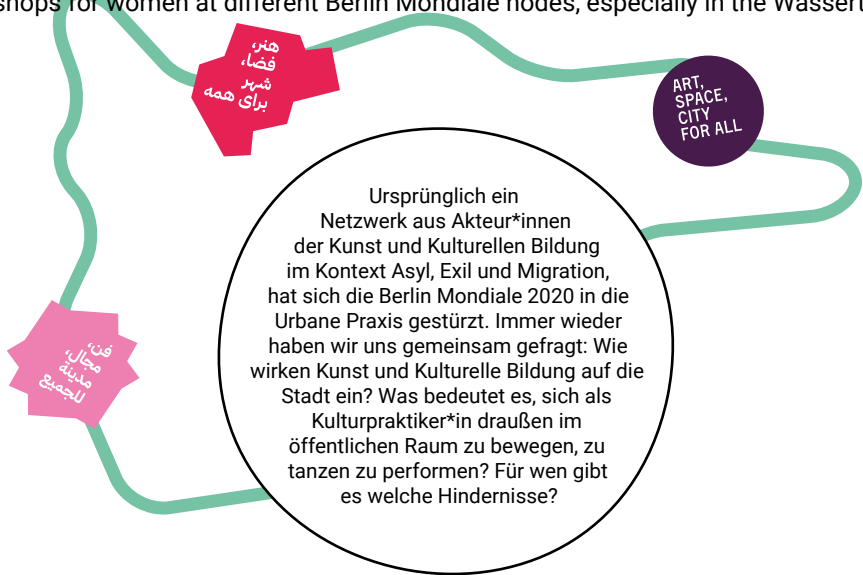 for women at different Berlin Mondiale nodes, especially in the
هنر،
فضا،
شهر
برای همه
ART,
SPACE,
CITY
FOR ALL
Ursprünglich ein
Netzwerk aus Akteur*innen
der Kunst und Kulturellen Bildung
im Kontext Asyl, Exil und Migration,
hat sich die Berlin Mondiale 2020 in die
Urbane Praxis gestürzt. Immer wieder
haben wir uns gemeinsam gefragt: Wie
wirken Kunst und Kulturelle Bildung auf die
Stadt ein? Was bedeutet es, sich als
Kulturpraktiker*in draußen im
öffentlichen Raum zu bewegen, zu
tanzen zu performen? Für wen gibt
es welche Hindernisse?
فن،
مجال،
مدينة
للجميع